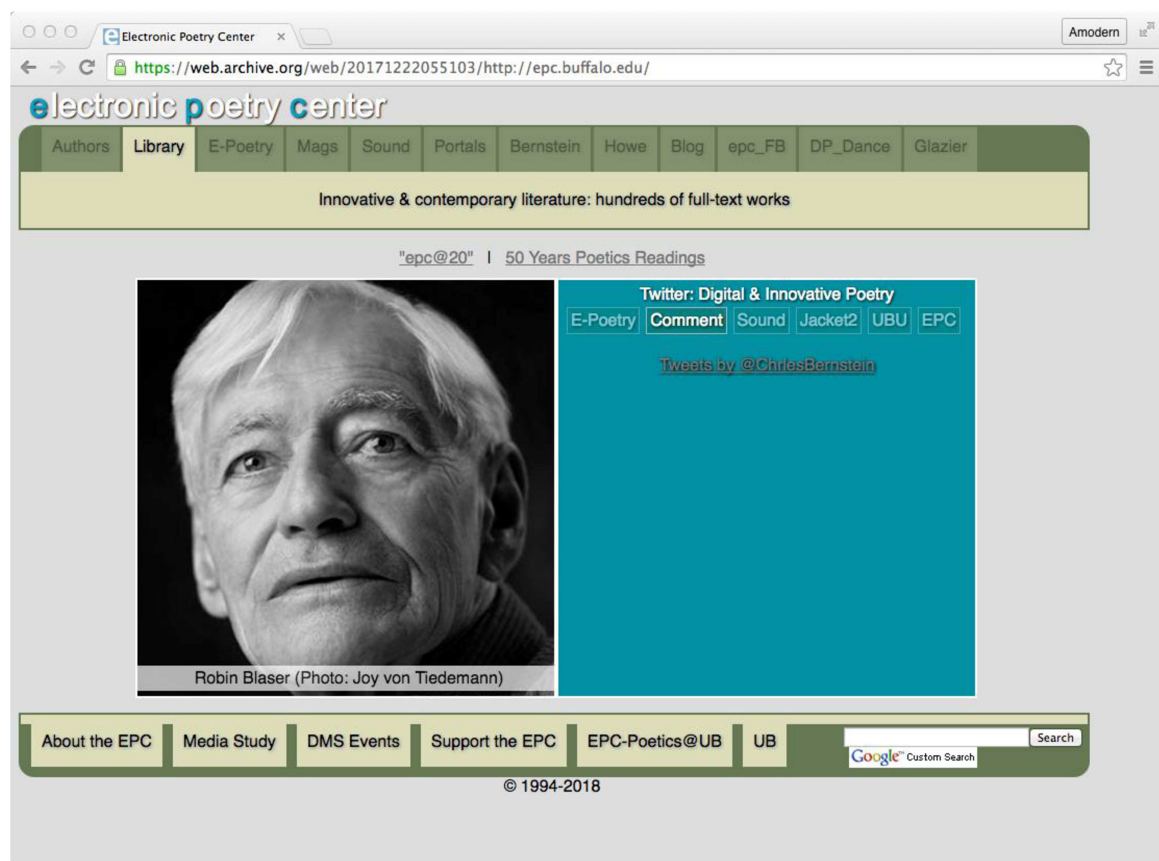 Electronic Poetry Center
Amodern
https://web.archive.org/web/20171222055103/http://epc.buffalo.edu/
electronic poetry center
Authors Library E-Poetry Mags Sound Portals Bernstein Howe Blog epc_FB DP_Dance Glazier
Innovative & contemporary literature: hundreds of full-text works
"epc@20" | 50 Years Poetics Readings
Twitter: Digital & Innovative Poetry
E-Poetry Comment Sound Jacket2 UBU EPC
Tweets by @ChrlesBernstein
Robin Blaser (Photo: Joy von Tiedemann)
About the EPC Media Study DMS Events Support the EPC EPC-Poetics@UB UB Search
Google™ Custom Search
© 1994-2018